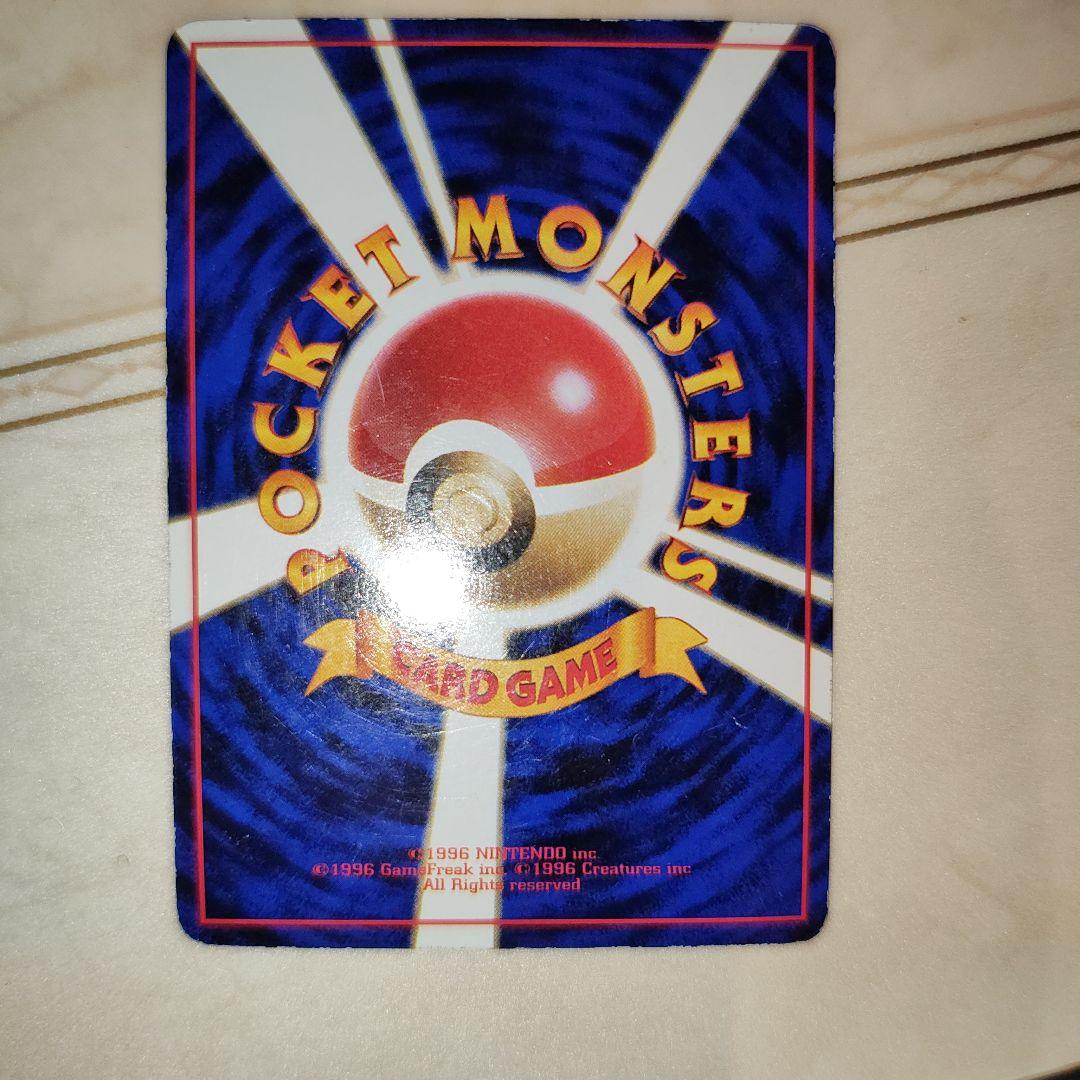 POCKET MONSTERS
CARD GAME
©1996 NINTENDO inc.
©1996 GameFreak inc. ©1996 Creatures inc
All Rights reserved